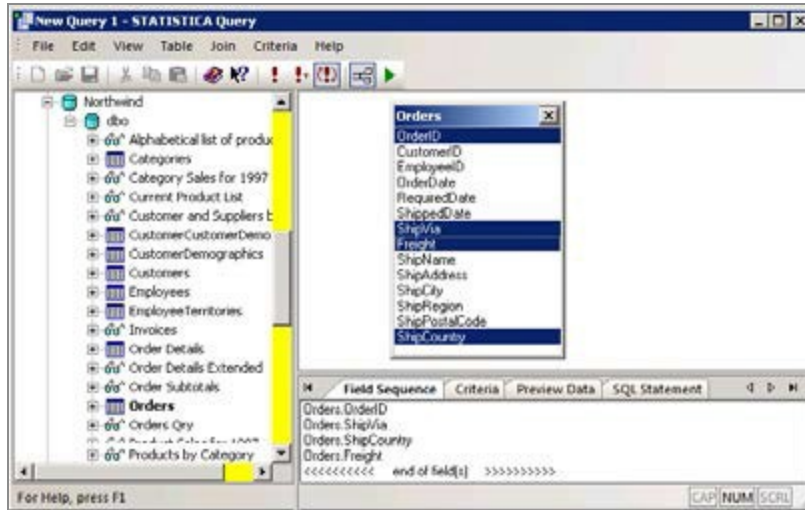 New Query 1 - STATISTICA Query
File Edit View Table Join Criteria Help
Northwind
dbo
Alphabetical list of produc
Categories
Category Sales for 1997
Current Product List
Customer and Suppliers b
CustomerCustomerDemo
CustomerDemographics
Customers
Employees
EmployeeTerritories
Invoices
Order Details
Order Details Extended
Order Subtotals
Orders
Orders Qry
Product Sales for 1997
Products by Category
Orders
OrderID
CustomerID
EmployeeID
OrderDate
RequiredDate
ShippedDate
ShipVia
Freight
ShipName
ShipAddress
ShipCity
ShipRegion
ShipPostalCode
ShipCountry
Field Sequence Criteria Preview Data SQL Statement
Orders.OrderID
Orders.ShipVia
Orders.ShipCountry
Orders.Freight
<<<<<<<<<< end of field(s) >>>>>>>>>>
For Help, press F1
CAP NUM SCRL